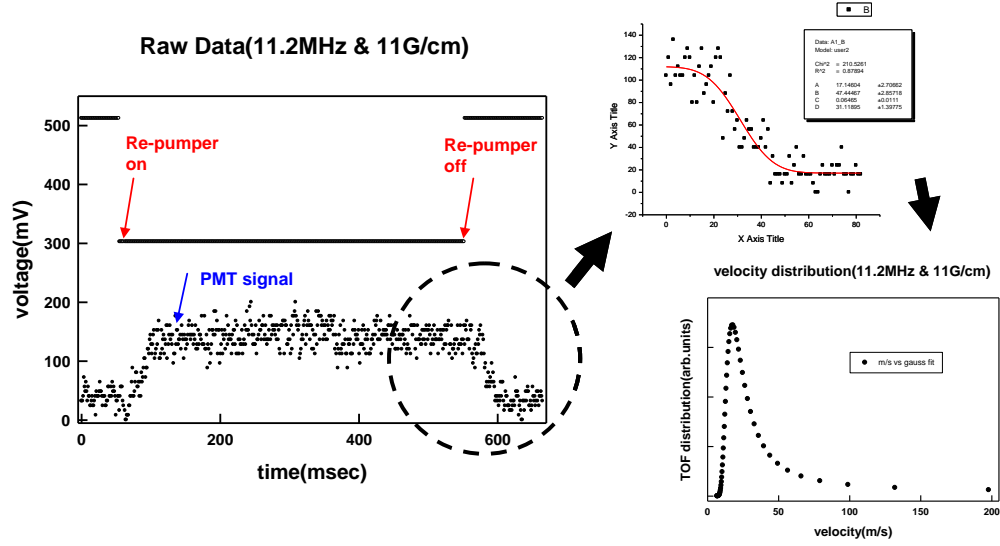 Raw Data(11.2MHz & 11G/cm)
500
400
300
200
100
0
voltage(mV)
0
200
400
600
time(msec)
Re-pumper
on
Re-pumper
off
PMT signal
B
140
120
100
80
60
40
20
0
-20
Y Axis Title
0
20
40
60
80
X Axis Title
Data: A1_B
Model: user2
Chi^2 = 210.5261
R^2 = 0.87894
A 17.14604 ±2.70662
B 47.44467 ±2.85718
C 0.06465 ±0.0111
D 31.11895 ±1.39775
velocity distribution(11.2MHz & 11G/cm)
TOF distribution(arb.units)
m/s vs gauss fit
0
50
100
150
200
velocity(m/s)